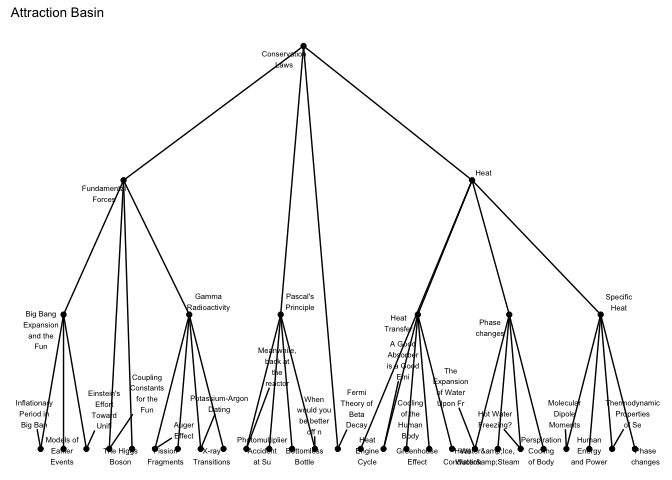 Attraction Basin
Conservation
Laws
Fundamental
Forces
Heat
Big Bang
Expansion
and the
Fun
Gamma
Radioactivity
Pascal's
Principle
Heat
Transfer
Phase
changes
Specific
Heat
Inflationary
Period in
Big Ban
Models of
Earlier
Events
Einstein's
Effort
Toward
Unifi
The Higgs
Boson
Coupling
Constants
for the
Fun
Fission
Fragments
Auger
Effect
X-ray
Transitions
Potassium-Argon
Dating
Photomultiplier
Accident
at Su
Meanwhile,
back at
the
reactor
Bottomless
Bottle
When
would you
be better
off n
Fermi
Theory of
Beta
Decay
Heat
Engine
Cycle
A Good
Absorber
is a Good
Emi
Cooling
of the
Human
Body
Greenhouse
Effect
Heat
Conduction
The
Expansion
of Water
Upon Fr
Water&amp;Ice,
Water&amp;Steam
Hot Water
Freezing?
Perspiration
Cooling
of Body
Molecular
Dipole
Moments
Human
Energy
and Power
Thermodynamic
Properties
of Se
Phase
changes